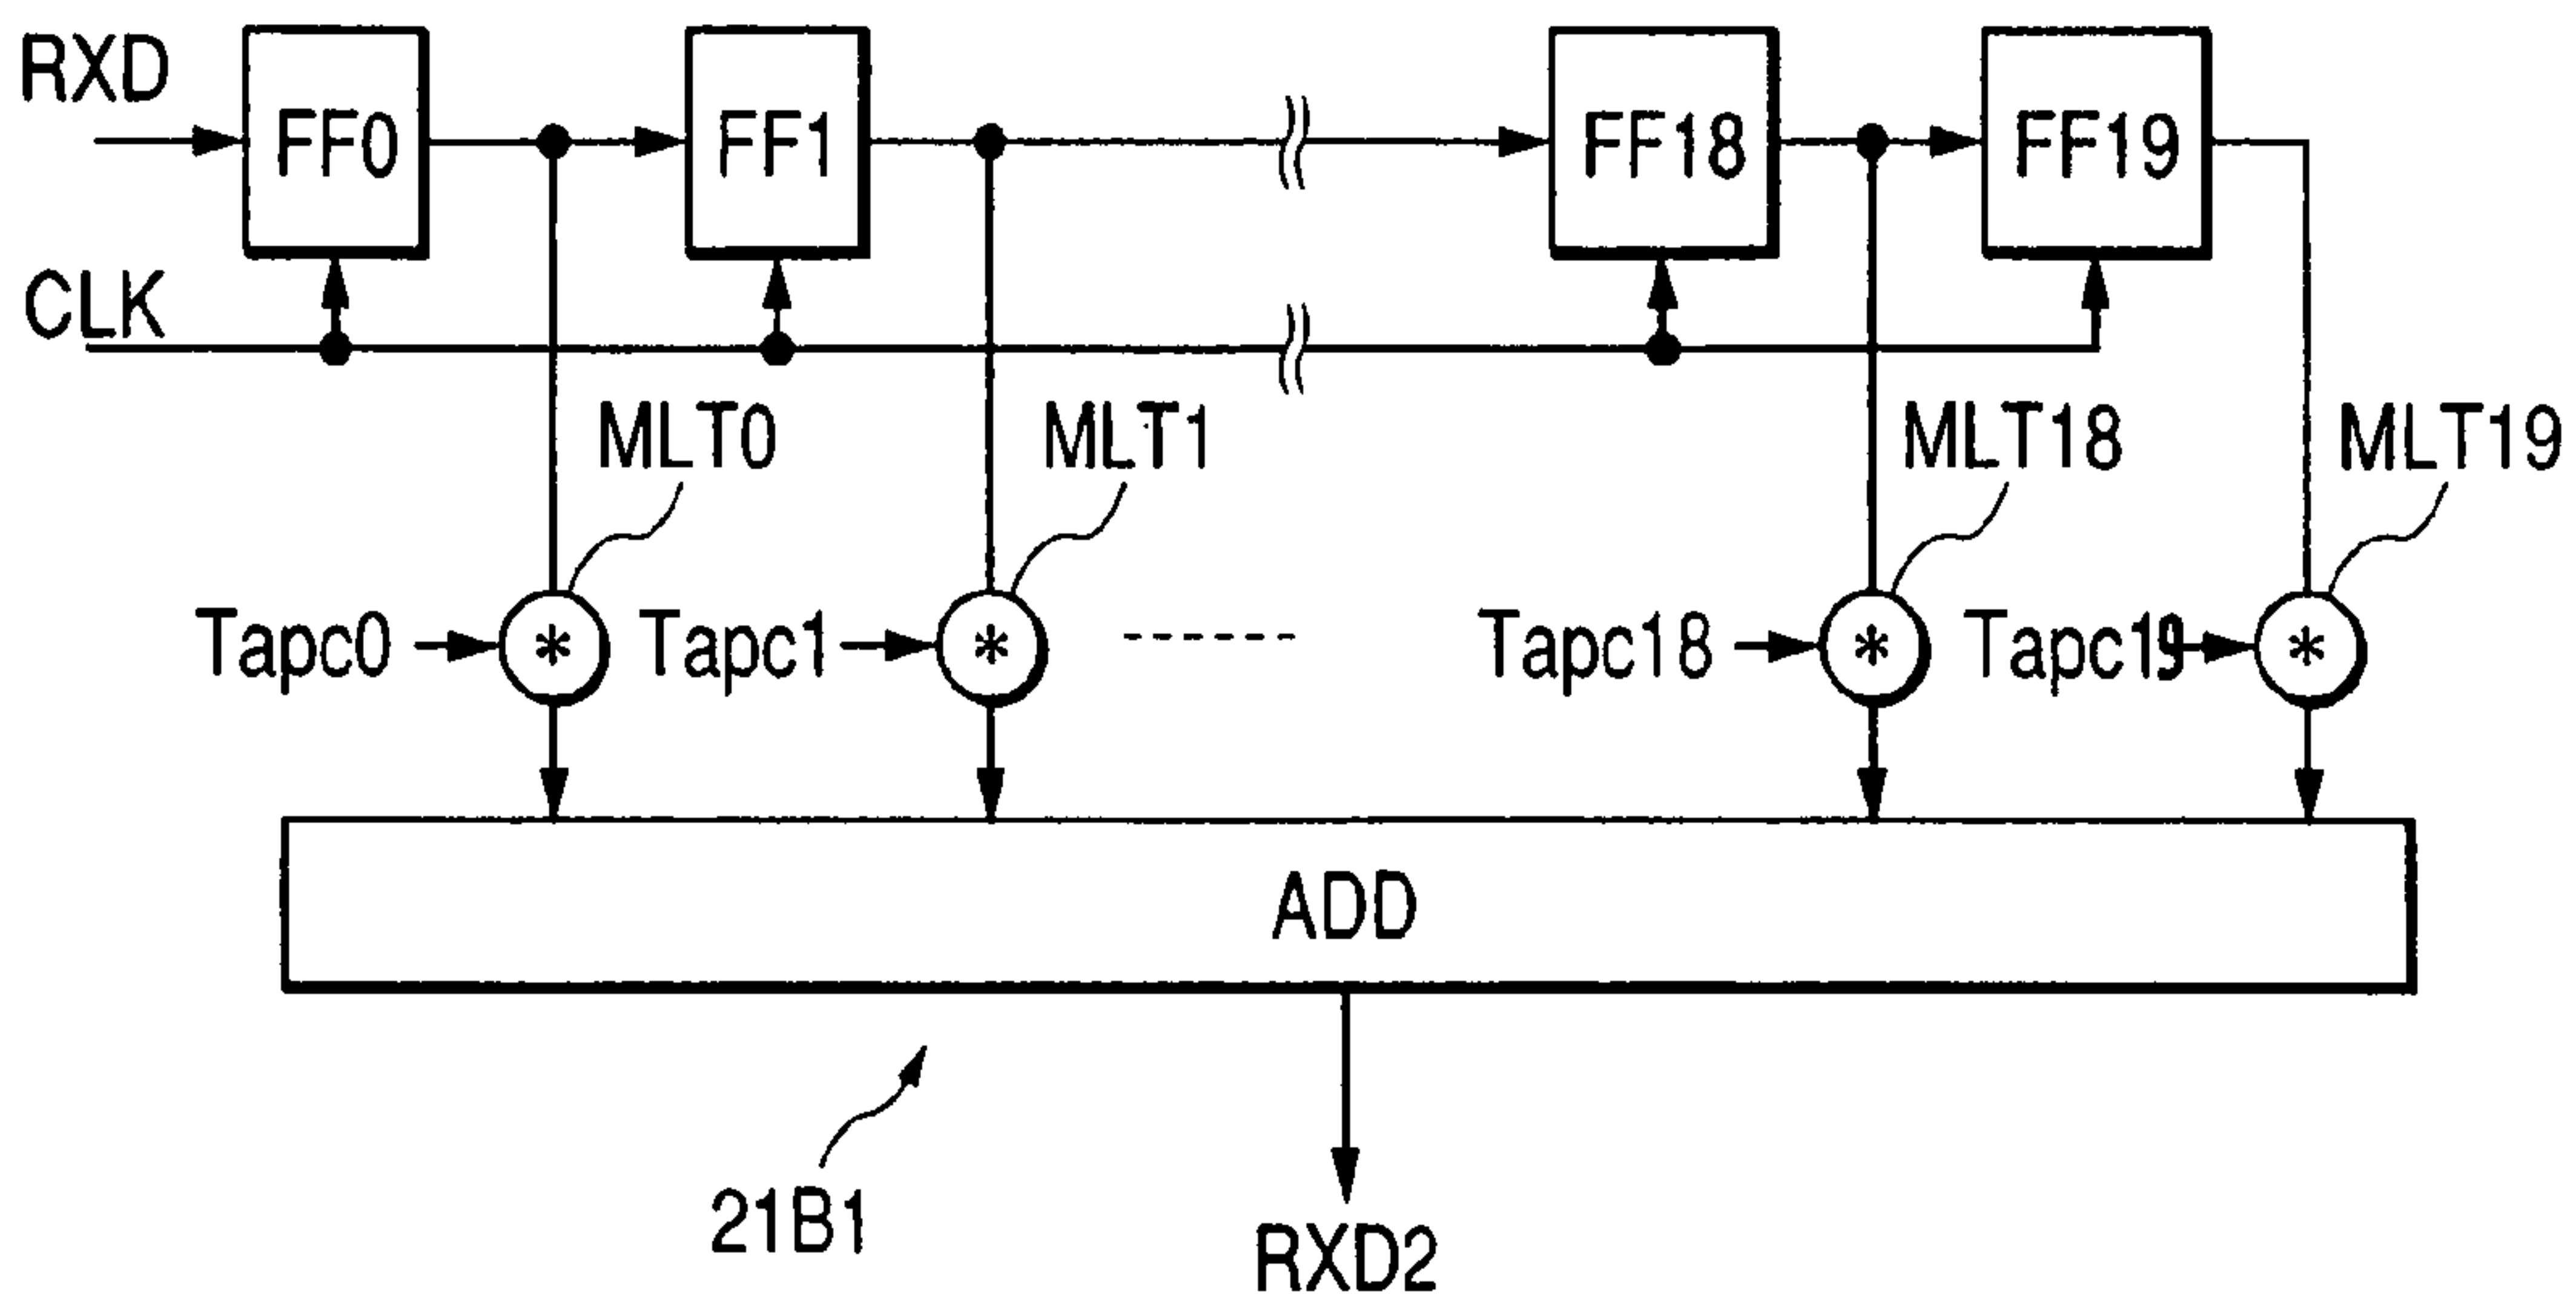 RXD
FF0
FF1
FF18
FF19
CLK
MLT0
MLT1
MLT18
MLT19
Tapc0
*
Tapc1
*
Tapc18
*
Tapc19
*
ADD
21B1
RXD2